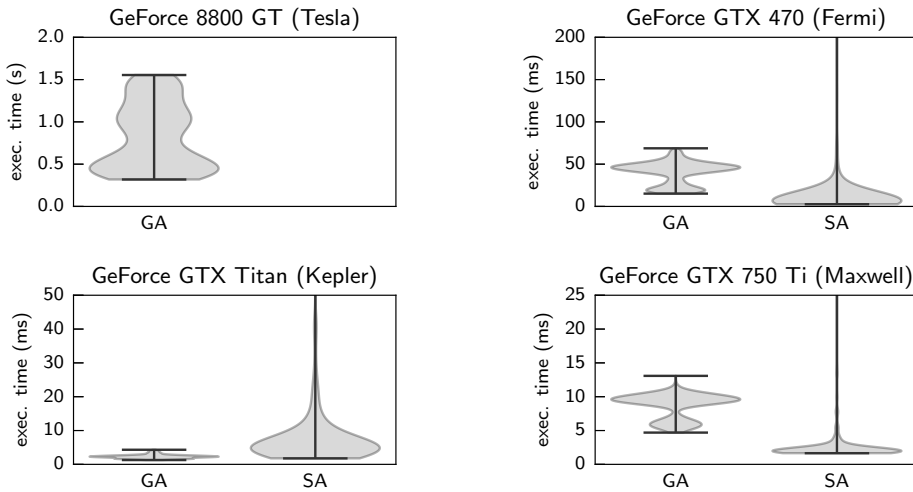 GeForce 8800 GT (Tesla)
exec. time (s)
2.0
1.5
1.0
0.5
0.0
GA
GeForce GTX 470 (Fermi)
exec. time (ms)
200
150
100
50
0
GA SA
GeForce GTX Titan (Kepler)
exec. time (ms)
50
40
30
20
10
0
GA SA
GeForce GTX 750 Ti (Maxwell)
exec. time (ms)
25
20
15
10
5
0
GA SA